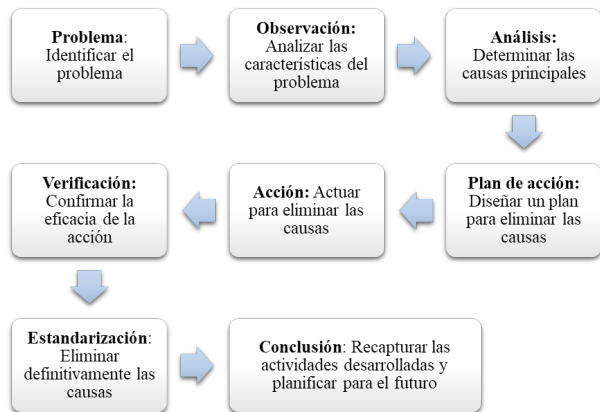 Problema:
Identificar el
problema
Observación:
Analizar las
características del
problema
Análisis:
Determinar las
causas principales
Plan de acción:
Diseñar un plan
para eliminar las
causas
Acción: Actuar
para eliminar las
causas
Verificación:
Confirmar la
eficacia de la
acción
Estandarización:
Eliminar
definitivamente las
causas
Conclusión: Recapturar las
actividades desarrolladas y
planificar para el futuro